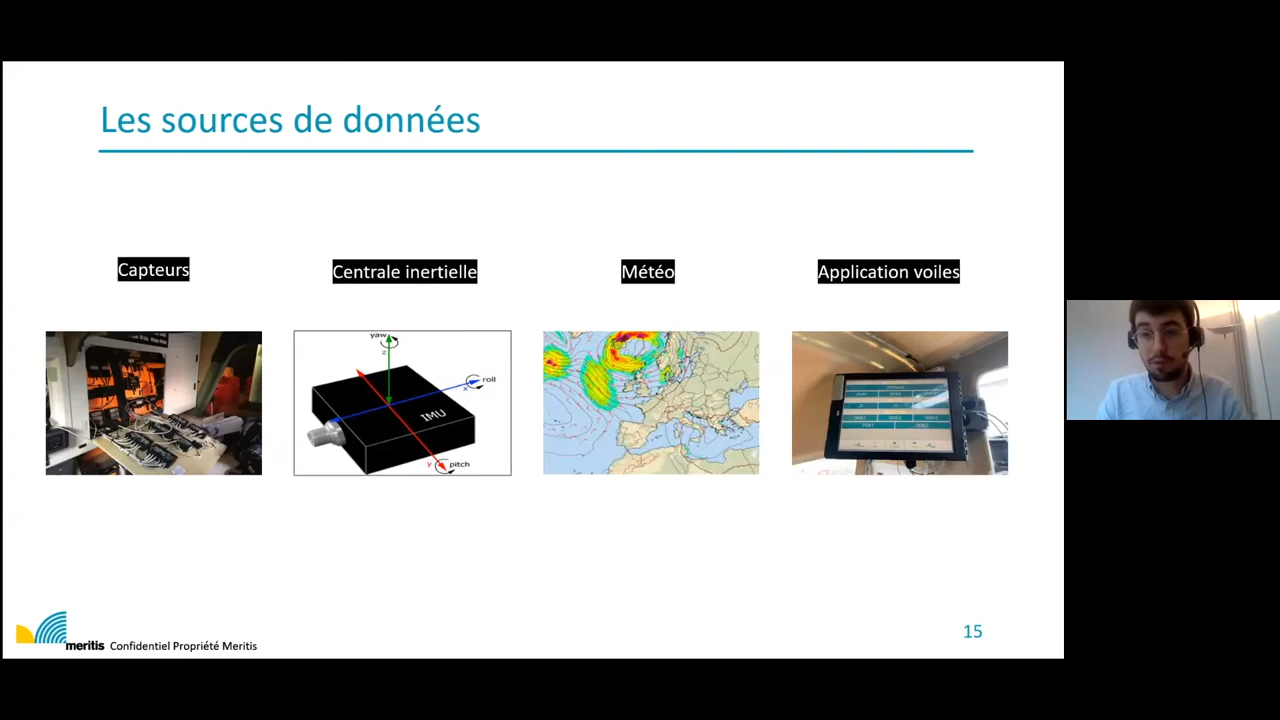 Les sources de données
Capteurs
Centrale inertielle
Météo
Application voiles
yaw
z
roll
x
IMU
Y
pitch
meritis
Confidentiel Propriété Meritis
15